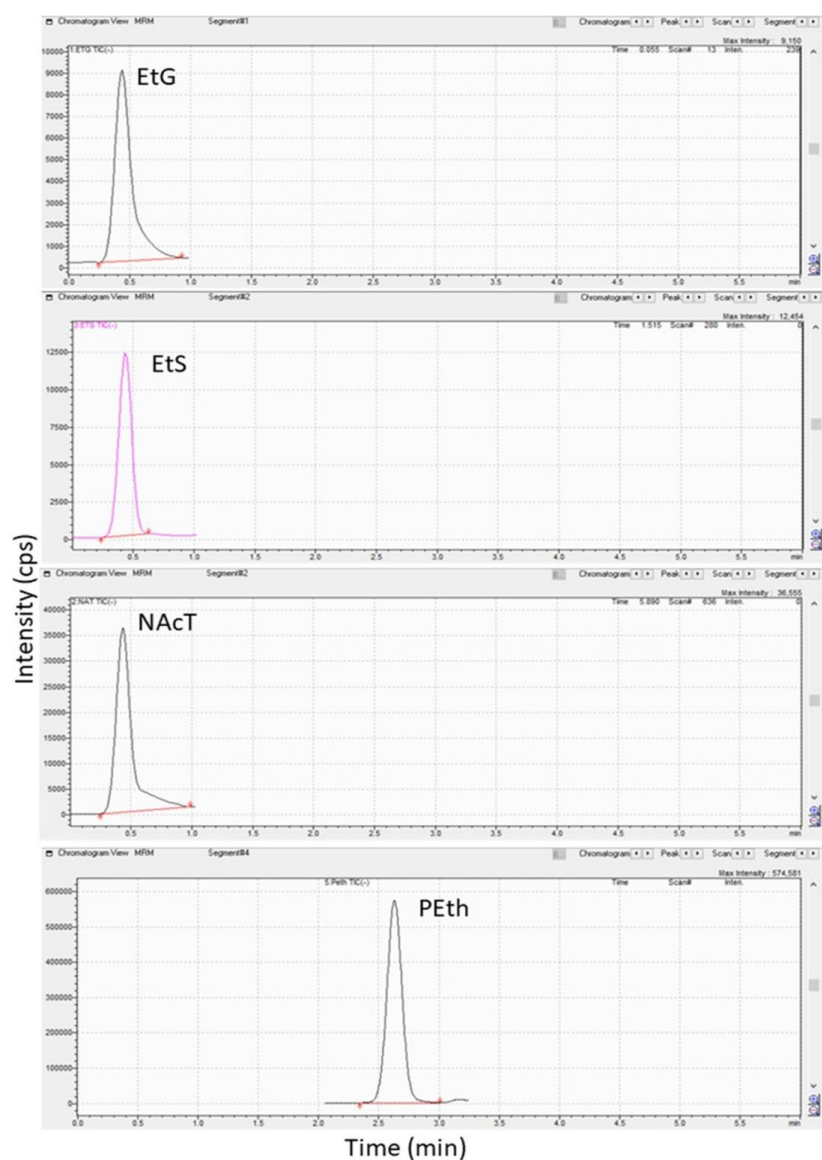 Chromatogram View MRM Segment#1 Chromatogram Peak Scan Segment
Max Intensity : 9,150
1.ETG TIC(-) Time 0.055 Scan# 13 Inten. 239
EtG
10000
9000
8000
7000
6000
5000
4000
3000
2000
1000
0
0.0 0.5 1.0 1.5 2.0 2.5 3.0 3.5 4.0 4.5 5.0 5.5 min
Chromatogram View MRM Segment#2 Chromatogram Peak Scan Segment
Max Intensity : 12,454
3.ETS TIC(-) Time 1.515 Scan# 280 Inten. 0
EtS
12500
10000
7500
5000
2500
0
0.5 1.0 1.5 2.0 2.5 3.0 3.5 4.0 4.5 5.0 5.5 min
Intensity (cps)
Chromatogram View MRM Segment#2 Chromatogram Peak Scan Segment
Max Intensity : 36,555
2.NAT TIC(-) Time 5.890 Scan# 636 Inten. 0
NAcT
40000
35000
30000
25000
20000
15000
10000
5000
0
0.5 1.0 1.5 2.0 2.5 3.0 3.5 4.0 4.5 5.0 5.5 min
Chromatogram View MRM Segment#4 Chromatogram Peak Scan Segment
Max Intensity : 574,581
5.Peth TIC(-) Time Scan# Inten.
PEth
600000
500000
400000
300000
200000
100000
0
0.0 0.5 1.0 1.5 2.0 2.5 3.0 3.5 4.0 4.5 5.0 5.5 min
Time (min)